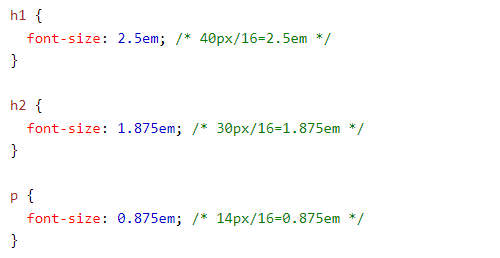 h1 {
  font-size: 2.5em; /* 40px/16=2.5em */
}
h2 {
  font-size: 1.875em; /* 30px/16=1.875em */
}
p {
  font-size: 0.875em; /* 14px/16=0.875em */
}